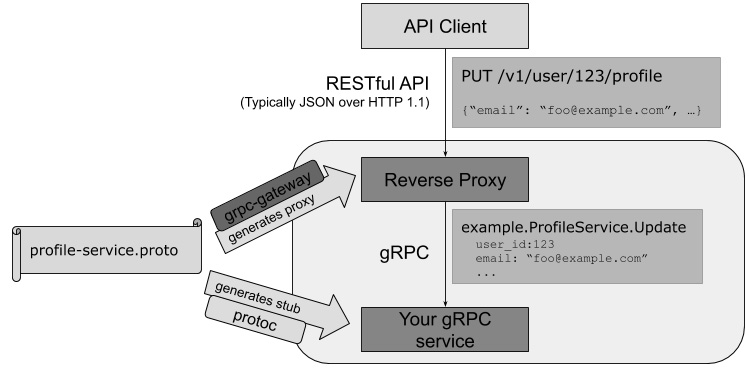 API Client
RESTful API
(Typically JSON over HTTP 1.1)
PUT /v1/user/123/profile
{“email”: “foo@example.com”, …}
grpc-gateway
generates proxy
Reverse Proxy
profile-service.proto
gRPC
example.ProfileService.Update
user_id:123
email: “foo@example.com”
...
generates stub
protoc
Your gRPC
service